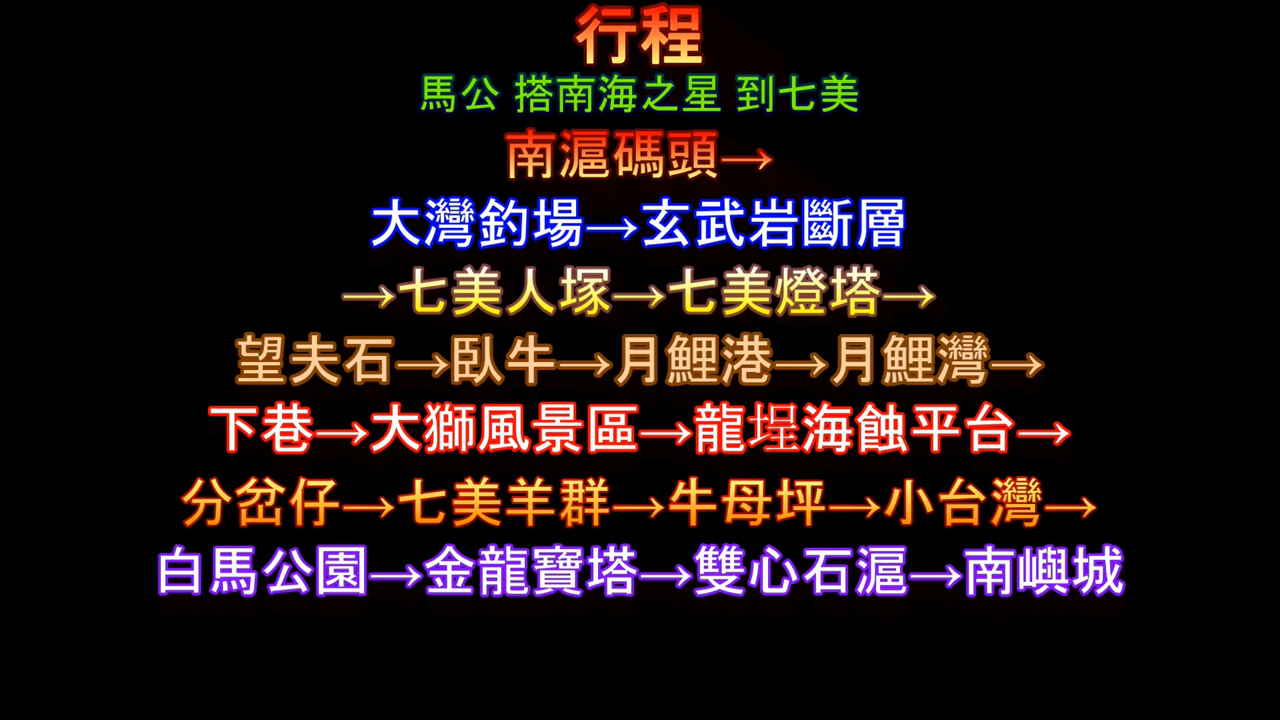 行程
馬公 搭南海之星 到七美
南滬碼頭→
大灣釣場→玄武岩斷層
→七美人塚→七美燈塔→
望夫石→臥牛→月鯉港→月鯉灣→
下巷→大獅風景區→龍埕海蝕平台→
分岔仔→七美羊群→牛母坪→小台灣→
白馬公園→金龍寶塔→雙心石滬→南嶼城